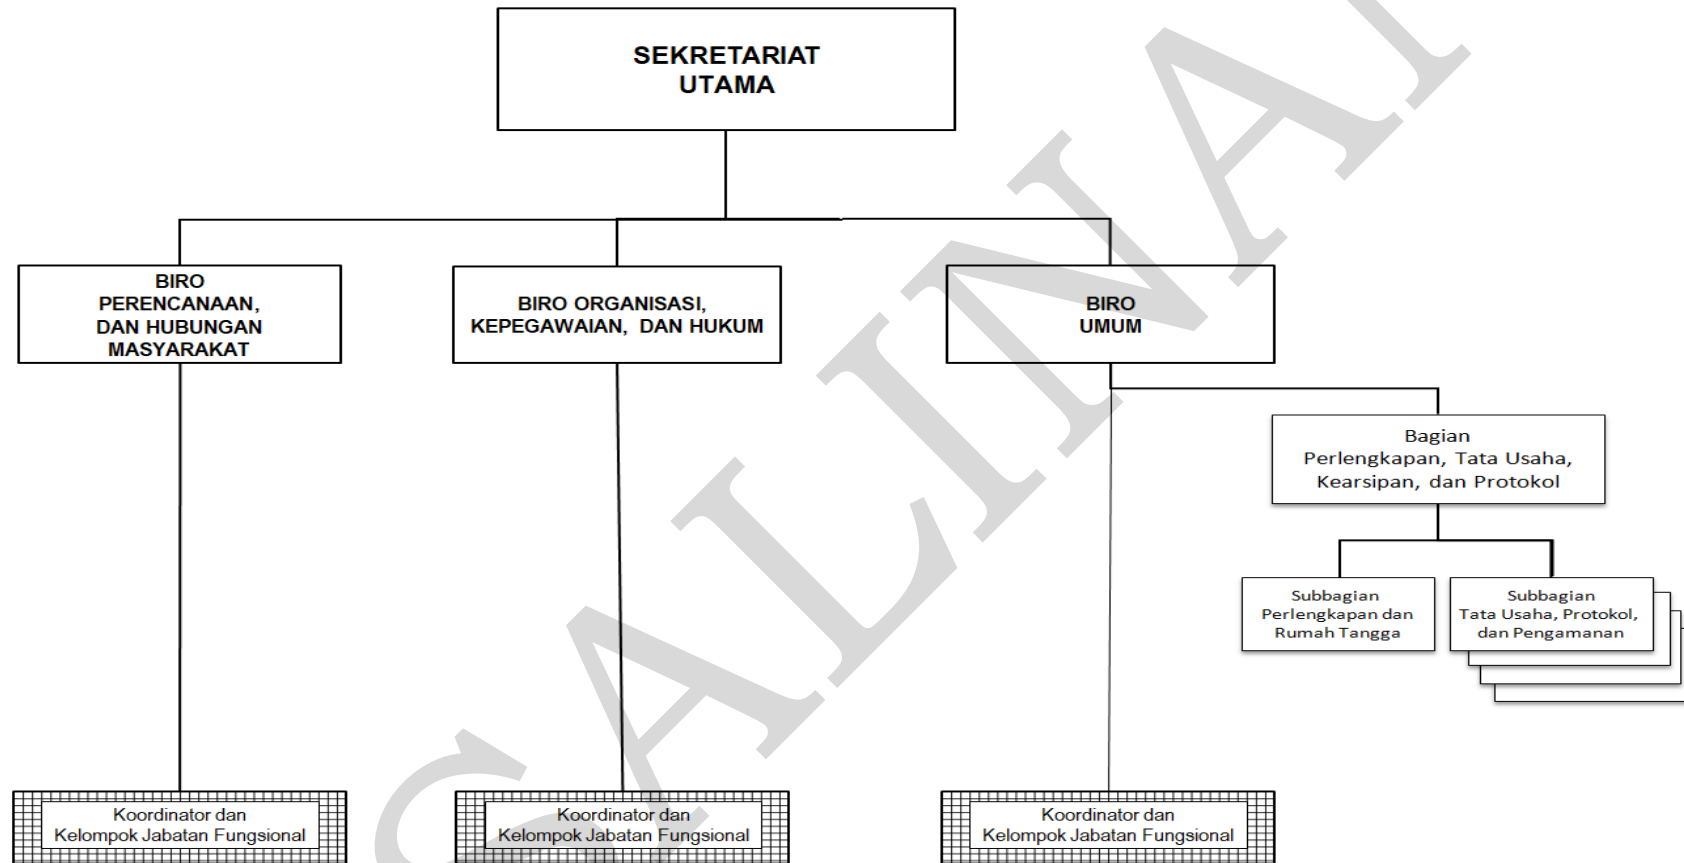 SEKRETARIAT
UTAMA
BIRO
PERENCANAAN,
DAN HUBUNGAN
MASYARAKAT
BIRO ORGANISASI,
KEPEGAWAIAN, DAN HUKUM
BIRO
UMUM
Bagian
Perlengkapan, Tata Usaha,
Kearsipan, dan Protokol
Subbagian
Perlengkapan dan
Rumah Tangga
Subbagian
Tata Usaha, Protokol,
dan Pengamanan
Koordinator dan
Kelompok Jabatan Fungsional
Koordinator dan
Kelompok Jabatan Fungsional
Koordinator dan
Kelompok Jabatan Fungsional
SALINAN